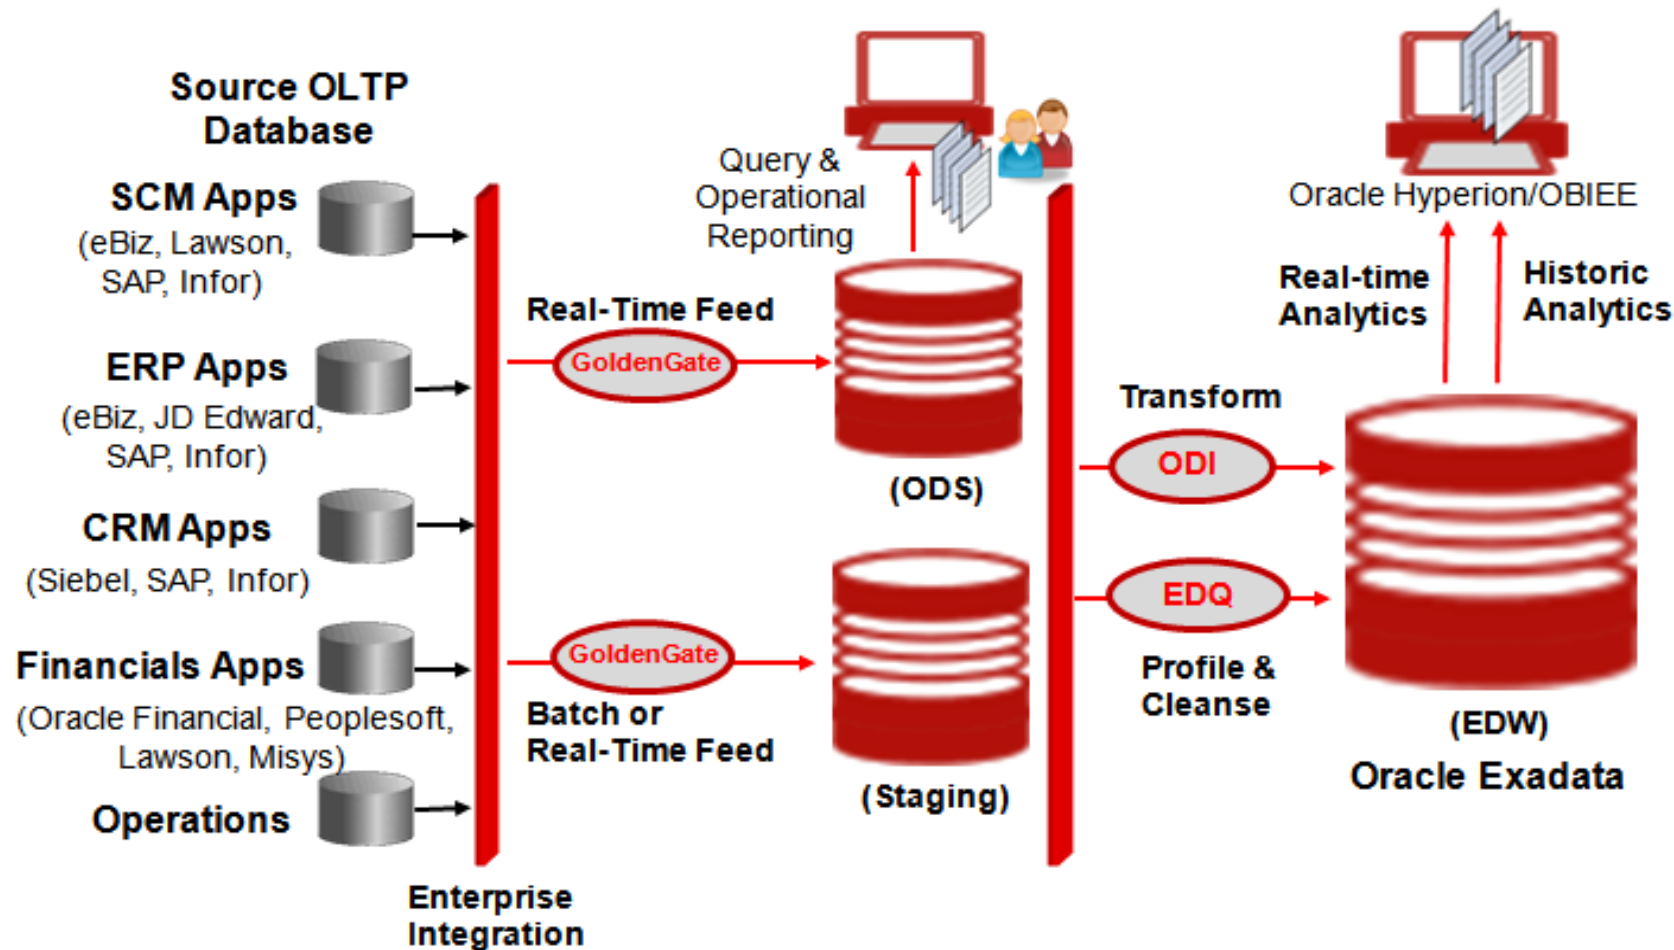 Source OLTP
Database
SCM Apps
(eBiz, Lawson,
SAP, Infor)
ERP Apps
(eBiz, JD Edward,
SAP, Infor)
CRM Apps
(Siebel, SAP, Infor)
Financials Apps
(Oracle Financial, Peoplesoft,
Lawson, Misys)
Operations
Enterprise
Integration
Real-Time Feed
GoldenGate
GoldenGate
Batch or
Real-Time Feed
Query &
Operational
Reporting
(ODS)
(Staging)
Transform
ODI
EDQ
Profile &
Cleanse
Oracle Hyperion/OBIEE
Real-time
Analytics
Historic
Analytics
(EDW)
Oracle Exadata